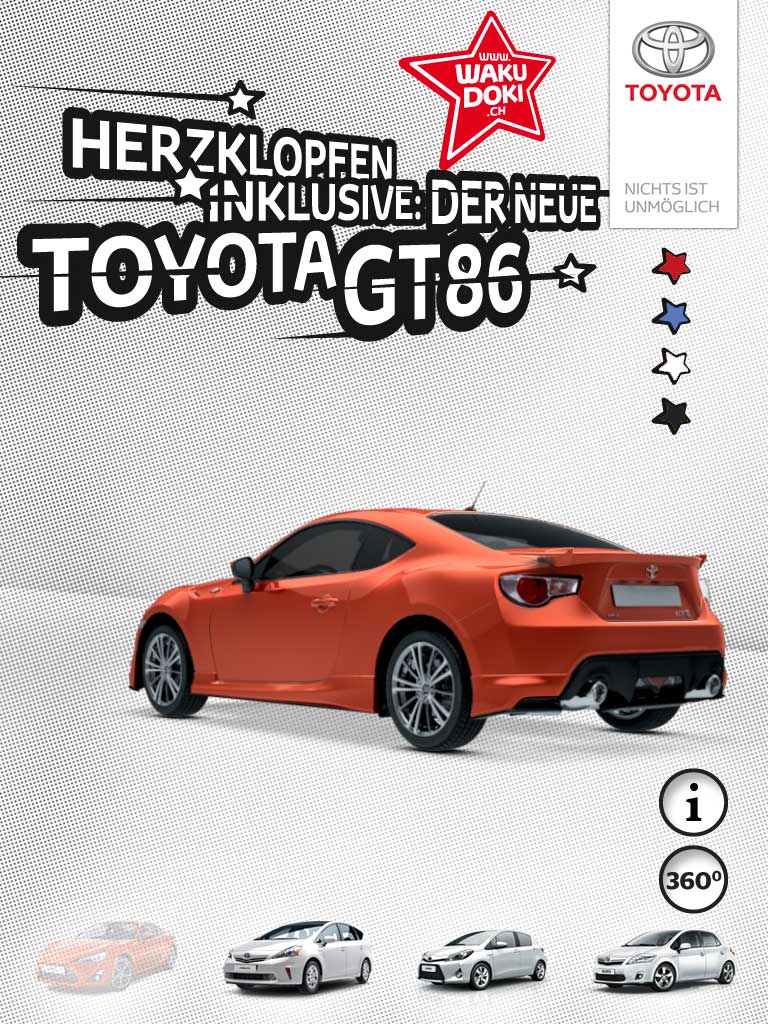 WWW.
WAKU
DOKI
.CH
TOYOTA
NICHTS IST
UNMÖGLICH
HERZKLOPFEN
INKLUSIVE: DER NEUE
TOYOTA GT86
i
360°